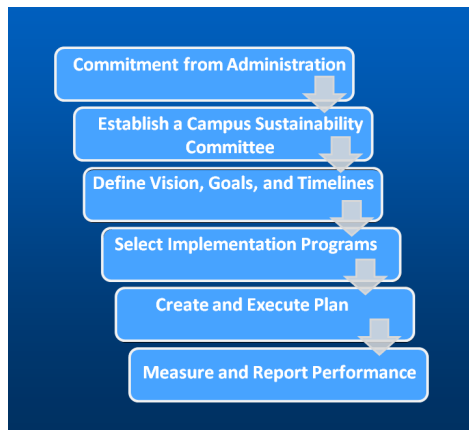 Commitment from Administration
Establish a Campus Sustainability
Committee
Define Vision, Goals, and Timelines
Select Implementation Programs
Create and Execute Plan
Measure and Report Performance